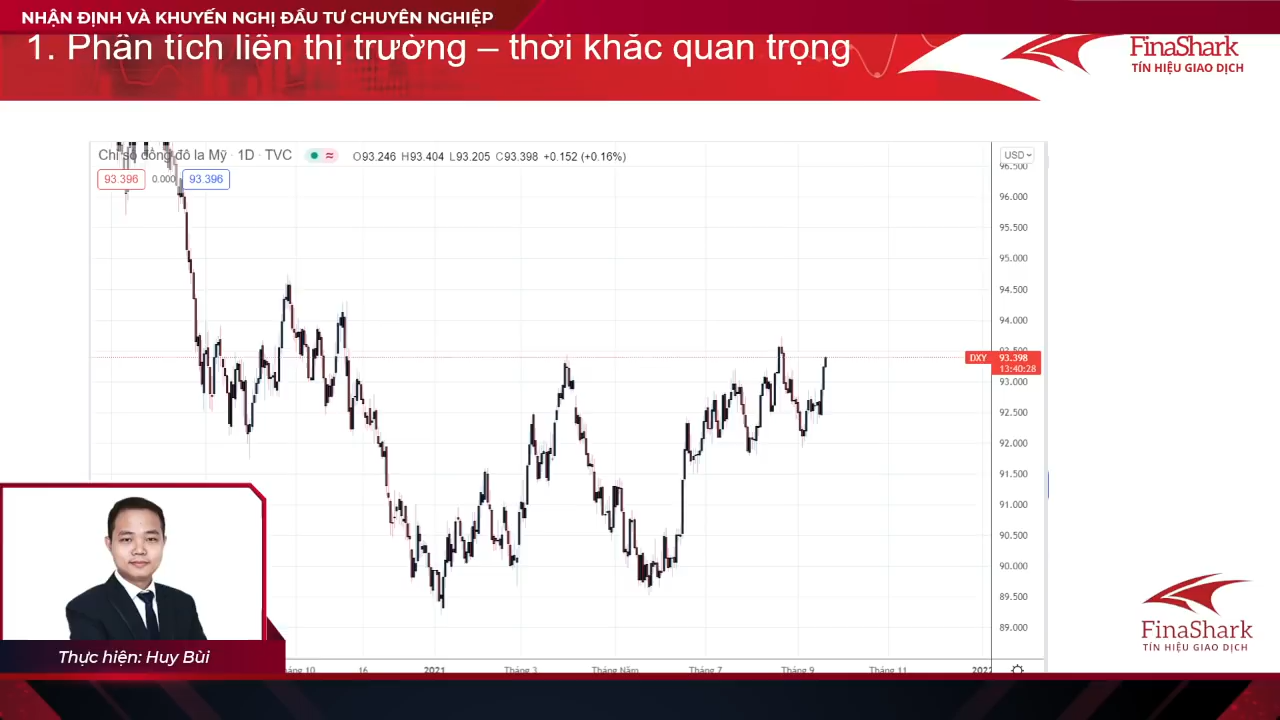 NHẬN ĐỊNH VÀ KHUYẾN NGHỊ ĐẦU TƯ CHUYÊN NGHIỆP
1. Phân tích liên thị trường – thời khắc quan trọng
FinaShark
TÍN HIỆU GIAO DỊCH
Chỉ số đồng đô la Mỹ · 1D · TVC
O93.246 H93.404 L93.205 C93.398 +0.152 (+0.16%)
USD
93.396 0.000 93.396
96.500
96.000
95.500
95.000
94.500
94.000
93.500
DXY 93.398
13:40:28
93.000
92.500
92.000
91.500
91.000
90.500
90.000
89.500
89.000
16 2021 Tháng 3 Tháng Năm Tháng 7 Tháng 9 Tháng 11 2022
Thực hiện: Huy Bùi
FinaShark
TÍN HIỆU GIAO DỊCH